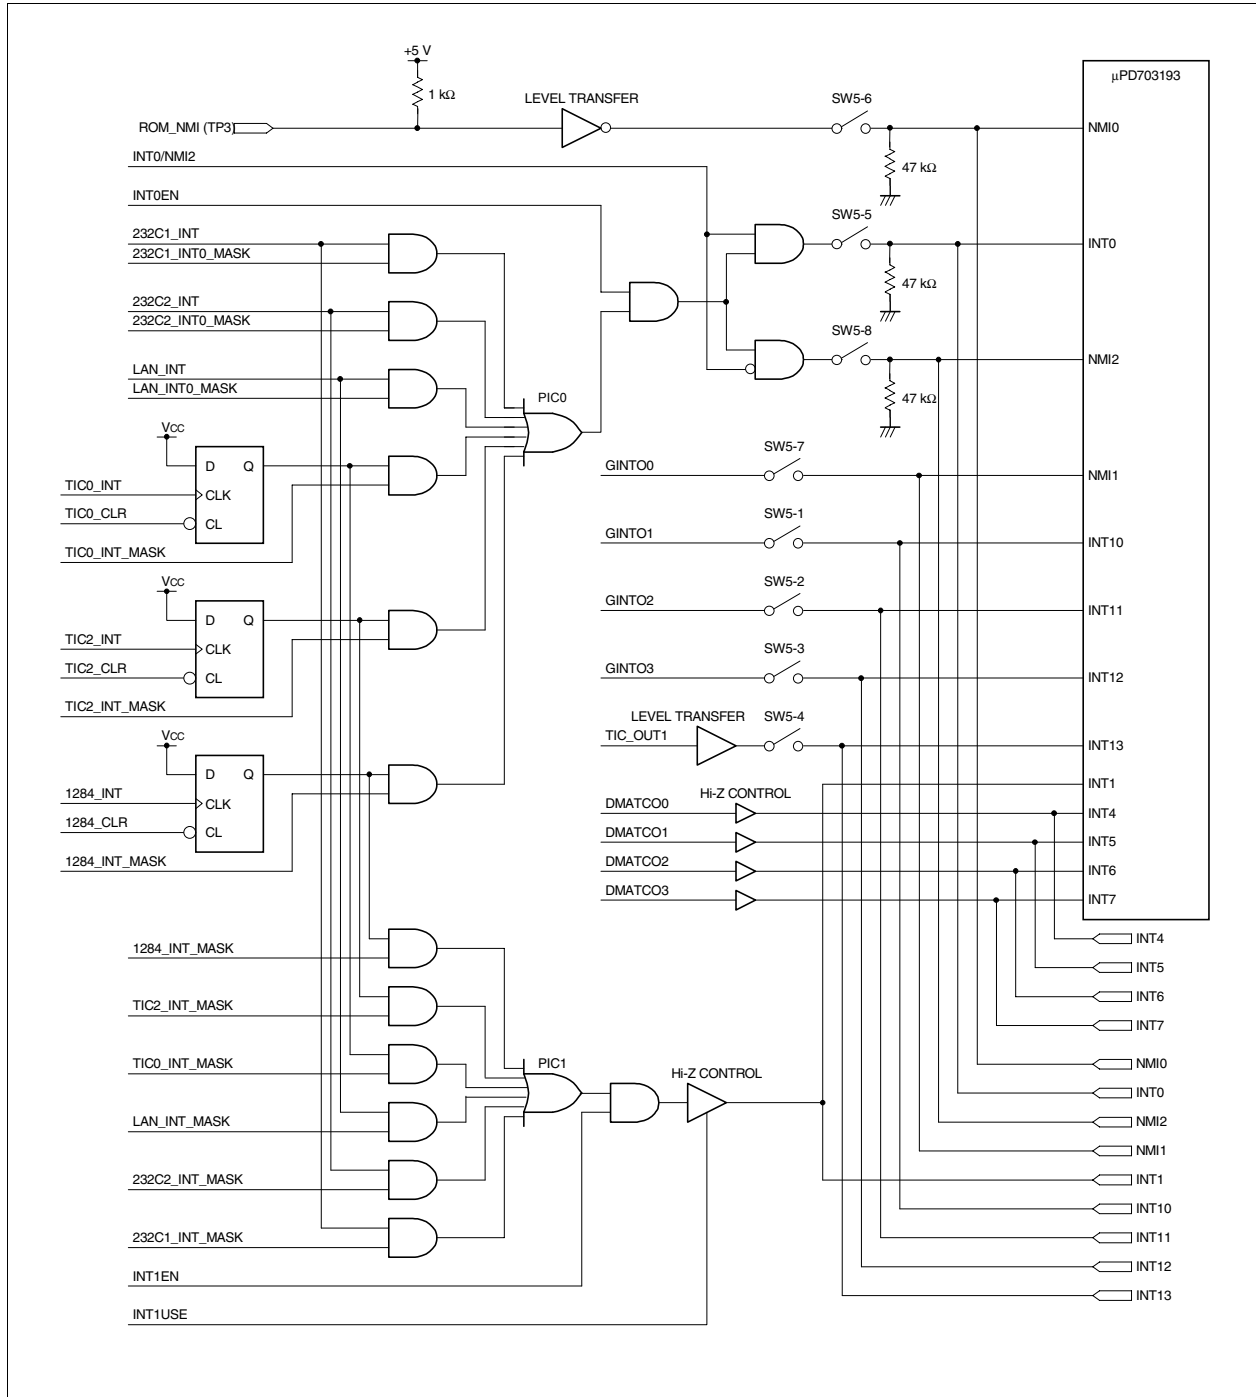 +5 V
µPD703193
1 kΩ
LEVEL TRANSFER
SW5-6
ROM_NMI (TP3)
NMI0
INT0/NMI2
47 kΩ
INT0EN
SW5-5
232C1_INT
INT0
232C1_INT0_MASK
47 kΩ
232C2_INT
232C2_INT0_MASK
SW5-8
NMI2
LAN_INT
LAN_INT0_MASK
PIC0
47 kΩ
VCC
SW5-7
D Q
GINTO0
NMI1
TIC0_INT
CLK
TIC0_CLR
CL
SW5-1
GINTO1
INT10
TIC0_INT_MASK
VCC
SW5-2
D Q
GINTO2
INT11
TIC2_INT
CLK
TIC2_CLR
CL
SW5-3
GINTO3
INT12
TIC2_INT_MASK
LEVEL TRANSFER
SW5-4
VCC
TIC_OUT1
INT13
D Q
INT1
1284_INT
CLK
Hi-Z CONTROL
DMATCO0
INT4
1284_CLR
CL
DMATCO1
INT5
1284_INT_MASK
DMATCO2
INT6
DMATCO3
INT7
1284_INT_MASK
INT4
INT5
TIC2_INT_MASK
INT6
INT7
TIC0_INT_MASK
PIC1
Hi-Z CONTROL
NMI0
INT0
LAN_INT_MASK
NMI2
NMI1
232C2_INT_MASK
INT1
INT10
232C1_INT_MASK
INT11
INT1EN
INT12
INT13
INT1USE